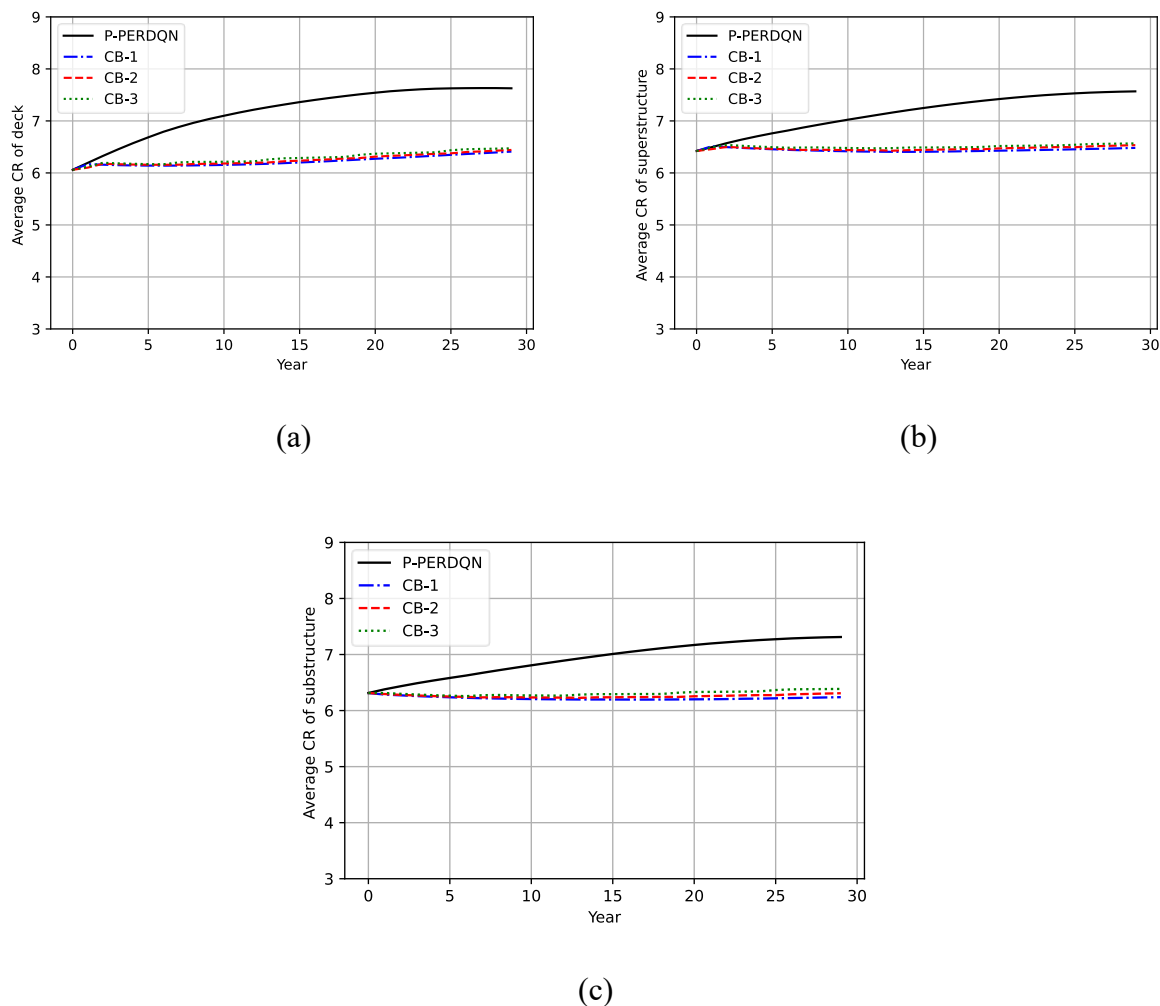 9
8
7
6
5
4
3
Average CR of deck
P-PERDQN
CB-1
CB-2
CB-3
0 5 10 15 20 25 30
Year
(a)
9
8
7
6
5
4
3
Average CR of superstructure
P-PERDQN
CB-1
CB-2
CB-3
0 5 10 15 20 25 30
Year
(b)
9
8
7
6
5
4
3
Average CR of substructure
P-PERDQN
CB-1
CB-2
CB-3
0 5 10 15 20 25 30
Year
(c)